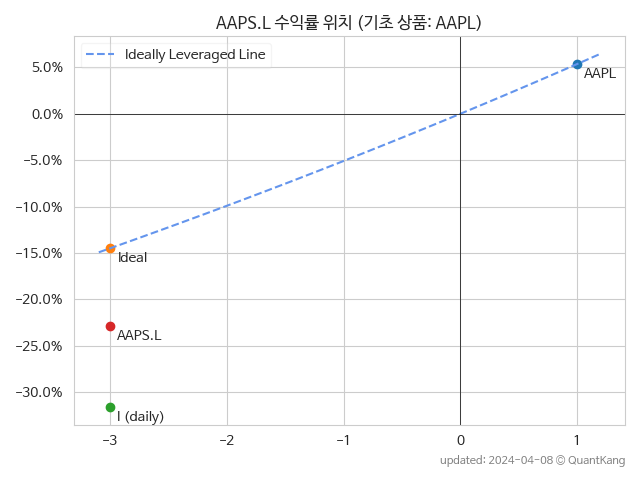 AAPS.L 수익률 위치 (기초 상품: AAPL)
Ideally Leveraged Line
5.0%
0.0%
−5.0%
−10.0%
−15.0%
−20.0%
−25.0%
−30.0%
AAPL
Ideal
AAPS.L
I (daily)
−3
−2
−1
0
1
updated: 2024-04-08 © QuantKang